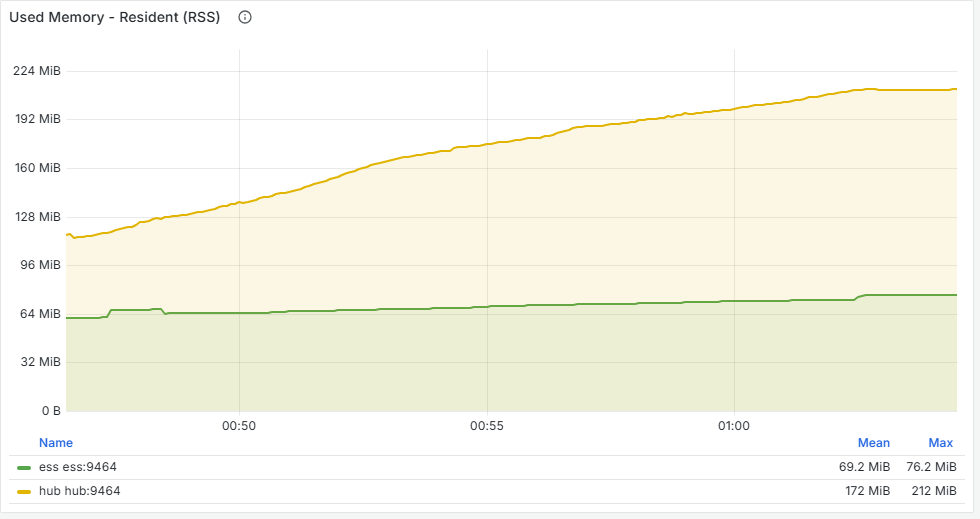 Used Memory - Resident (RSS)
224 MiB
192 MiB
160 MiB
128 MiB
96 MiB
64 MiB
32 MiB
0 B
00:50 00:55 01:00
Name Mean Max
ess ess:9464 69.2 MiB 76.2 MiB
hub hub:9464 172 MiB 212 MiB